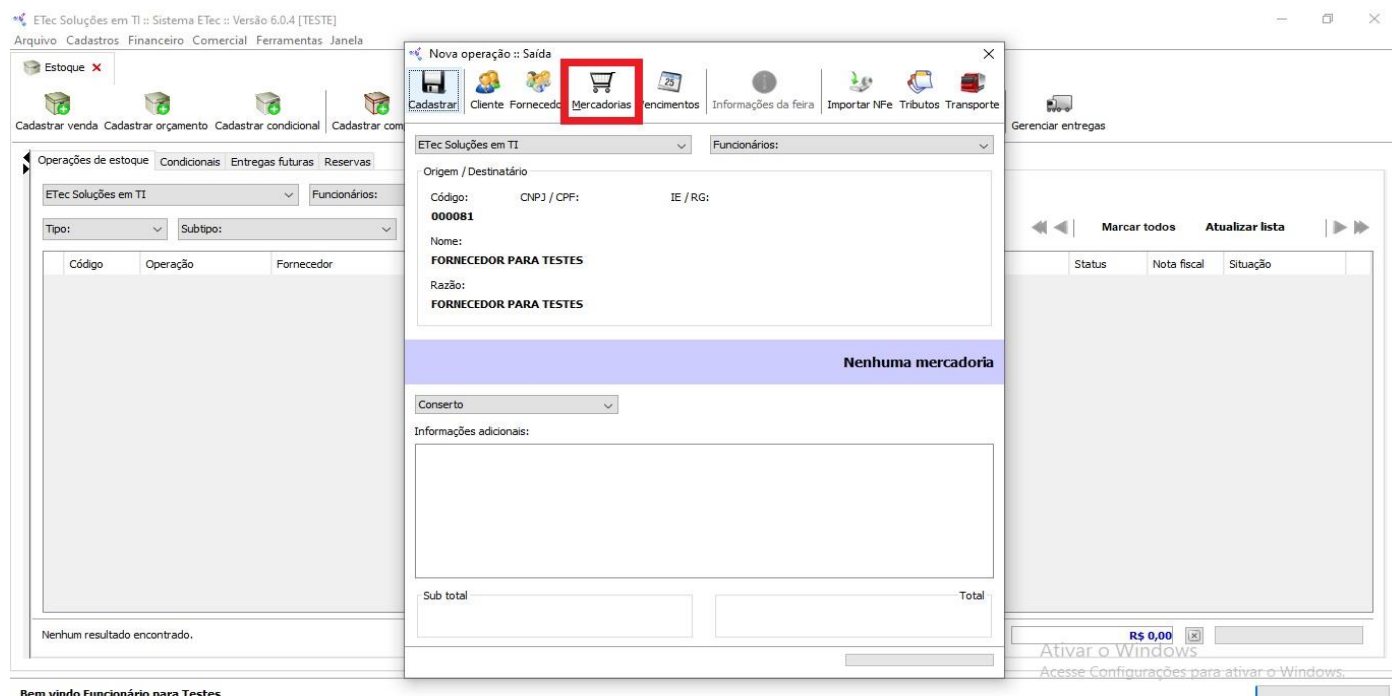 ETec Soluções em TI :: Sistema ETec :: Versão 6.0.4 [TESTE]
Arquivo Cadastros Financeiro Comercial Ferramentas Janela
Estoque
Cadastrar venda Cadastrar orçamento Cadastrar condicional Cadastrar com
Gerenciar entregas
Operações de estoque Condicionais Entregas futuras Reservas
ETec Soluções em TI Funcionários:
Tipo: Subtipo:
Marcar todos Atualizar lista
Código Operação Fornecedor
Status Nota fiscal Situação
Nova operação :: Saída
Cadastrar Cliente Fornecedo Mercadorias encimentos Informações da feira Importar NFe Tributos Transporte
ETec Soluções em TI Funcionários:
Origem / Destinatário
Código: CNPJ / CPF: IE / RG:
000081
Nome:
FORNECEDOR PARA TESTES
Razão:
FORNECEDOR PARA TESTES
Nenhuma mercadoria
Conserto
Informações adicionais:
Sub total Total
Nenhum resultado encontrado.
R$ 0,00
Ativar o Windows
Acesse Configurações para ativar o Windows.
Bem vindo Funcionário para Testes